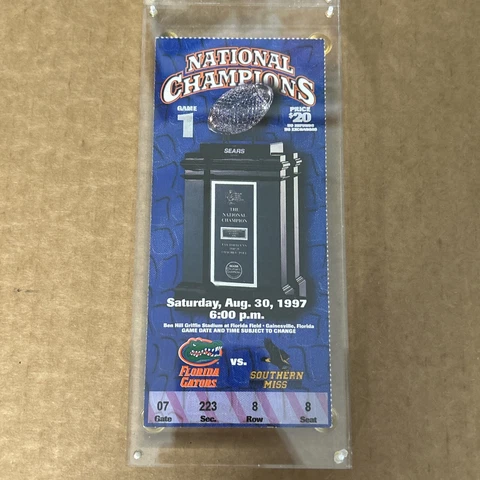 NATIONAL
CHAMPIONS
GAME
1
PRICE
$20
NO REFUNDS
NO EXCHANGES
SEARS
THE
NATIONAL
CHAMPION
Saturday, Aug. 30, 1997
6:00 p.m.
Ben Hill Griffin Stadium at Florida Field • Gainesville, Florida
GAME DATE AND TIME SUBJECT TO CHANGE
FLORIDA
GATORS
vs.
SOUTHERN
MISS
07 223 8 8
Gate Sec. Row Seat